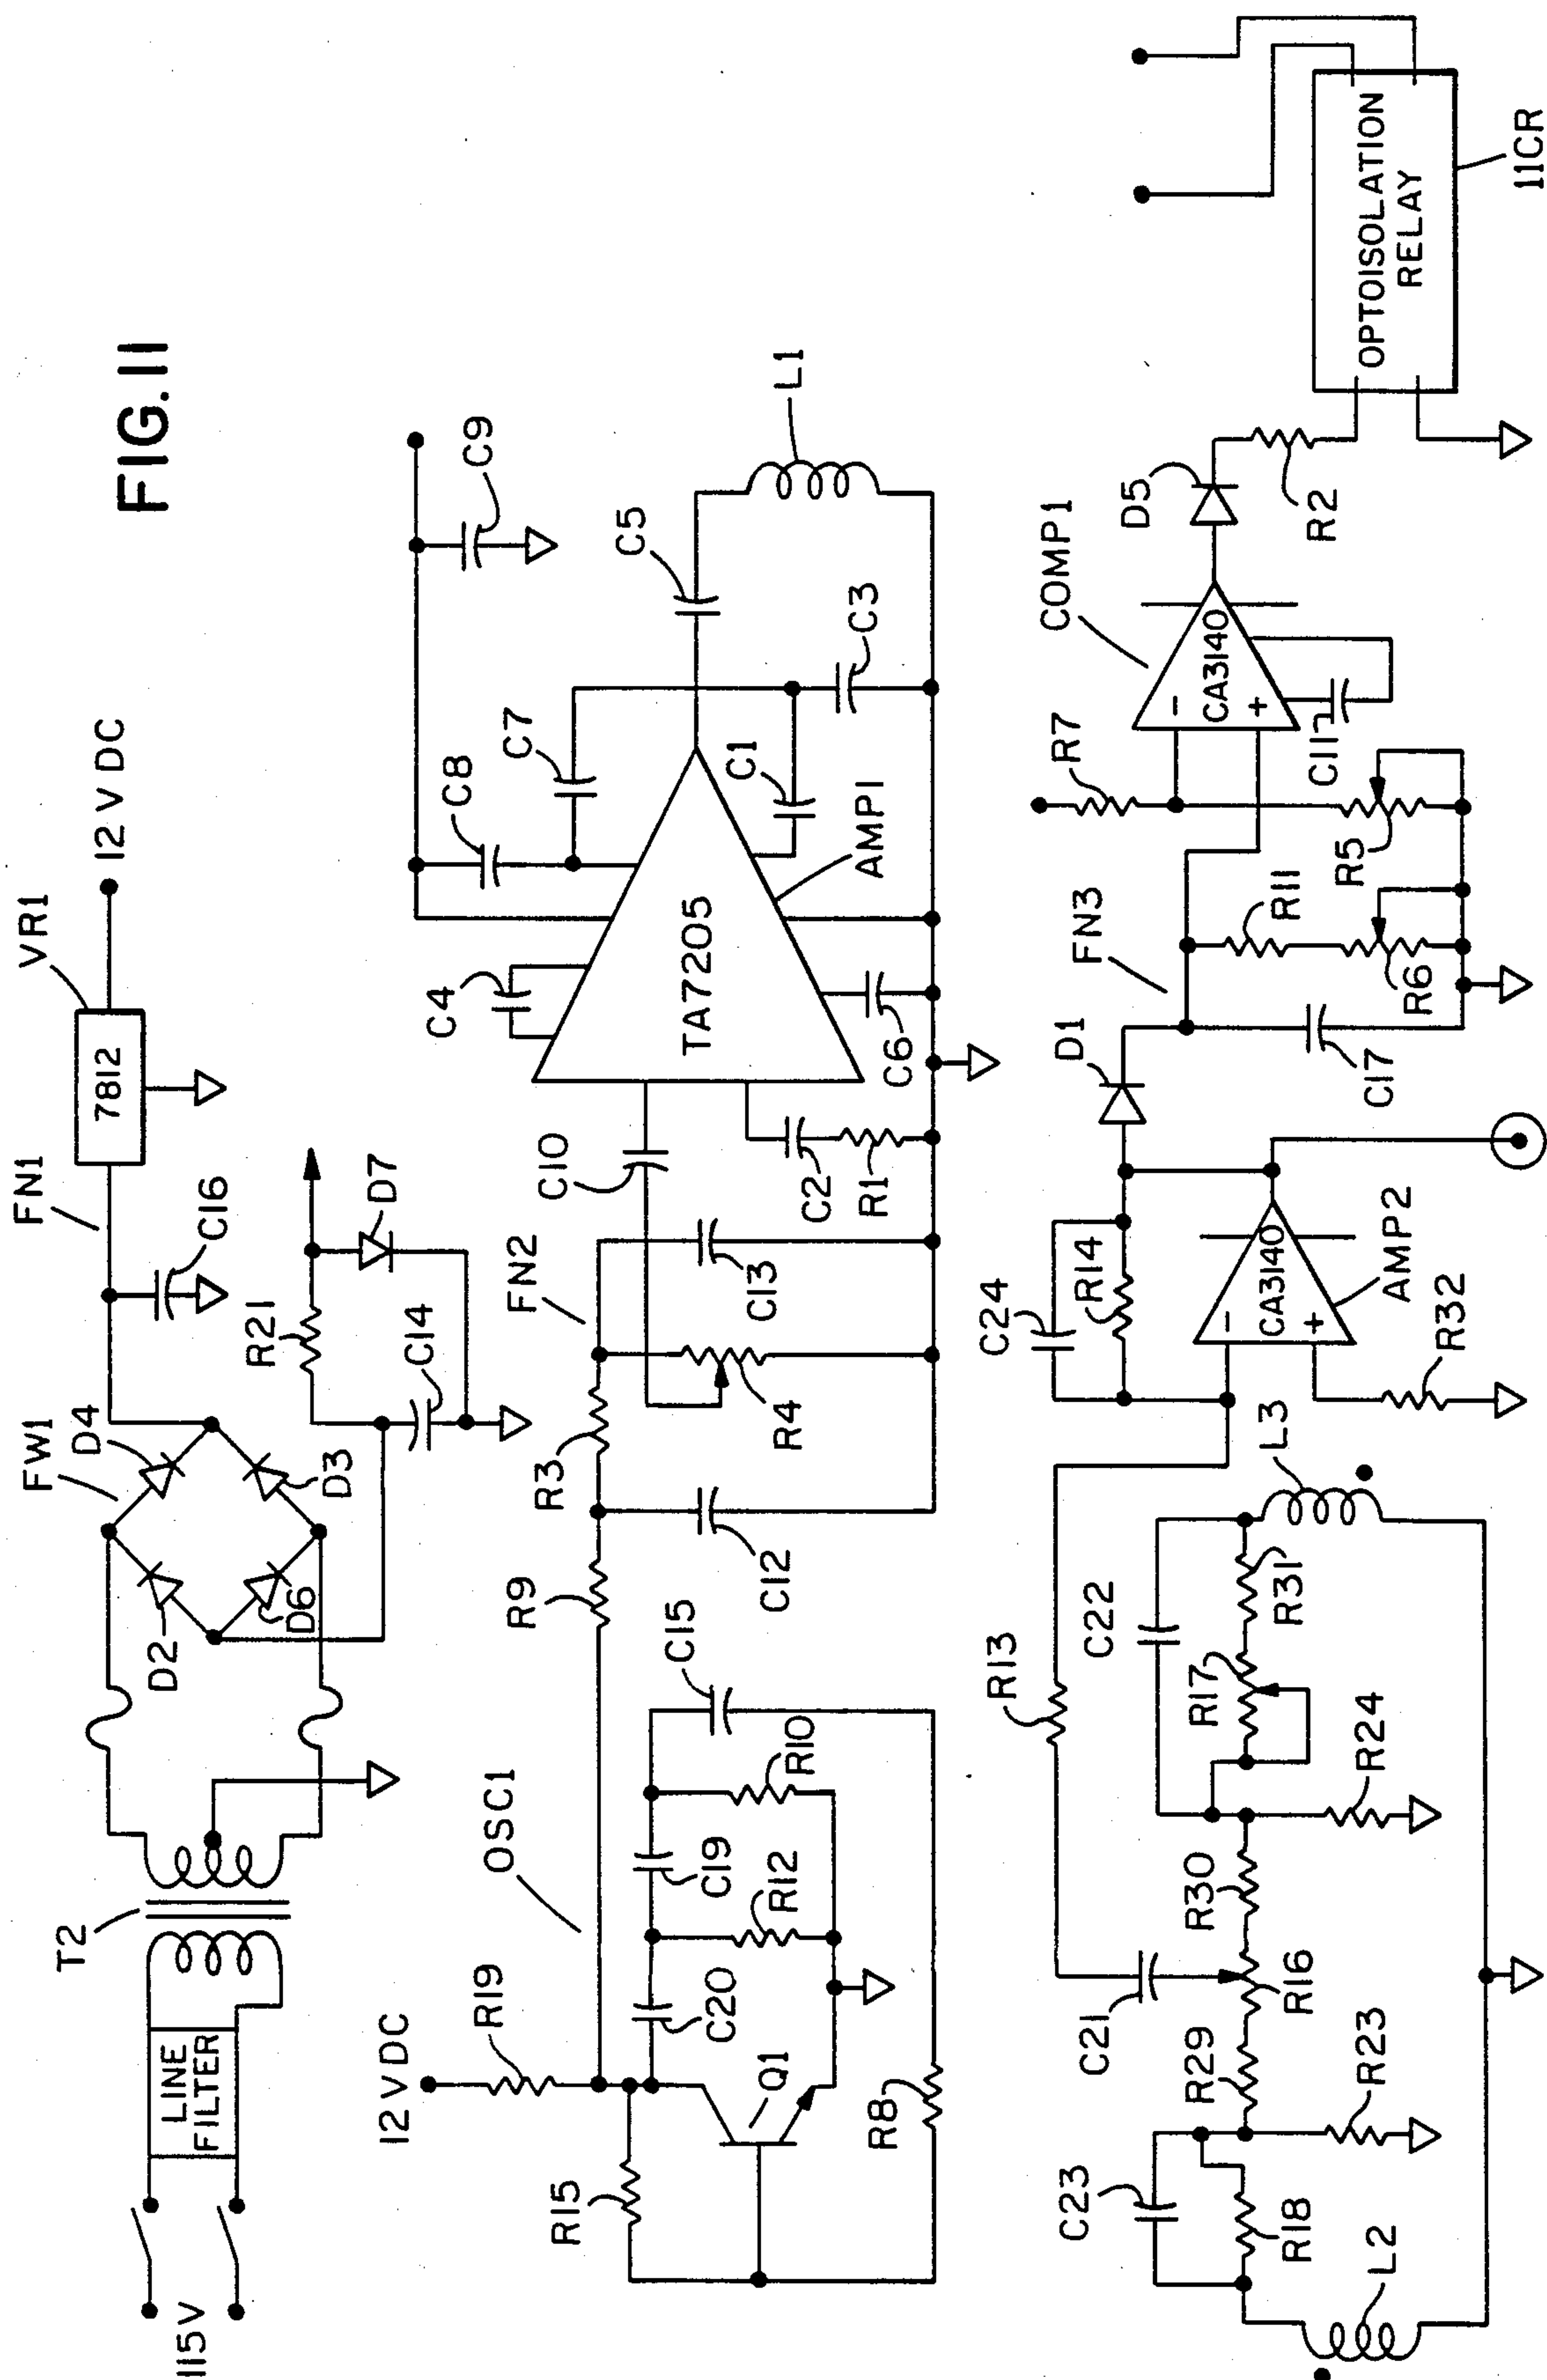 FIG.11
115V
LINE
FILTER
T2
FW1
D4
D2
D3
D6
FN1
C16
VR1
7812
12 V DC
R21
C14
D7
12 VDC
R19
OSC1
R15
Q1
C20
C19
R12
R10
C15
R8
R9
R3
C12
R4
FN2
C13
C10
C2
R1
C4
TA7205
C6
AMP1
C8
C7
C1
C3
C5
C9
L1
L2
C23
R18
R23
R29
C21
R16
R30
R13
R24
C22
R17
R31
L3
C24
R14
-
CA3140
+
AMP2
R32
D1
FN3
C17
R11
R6
R7
R5
COMP1
-
CA3140
+
C11
D5
R2
OPTOISOLATION
RELAY
11CR